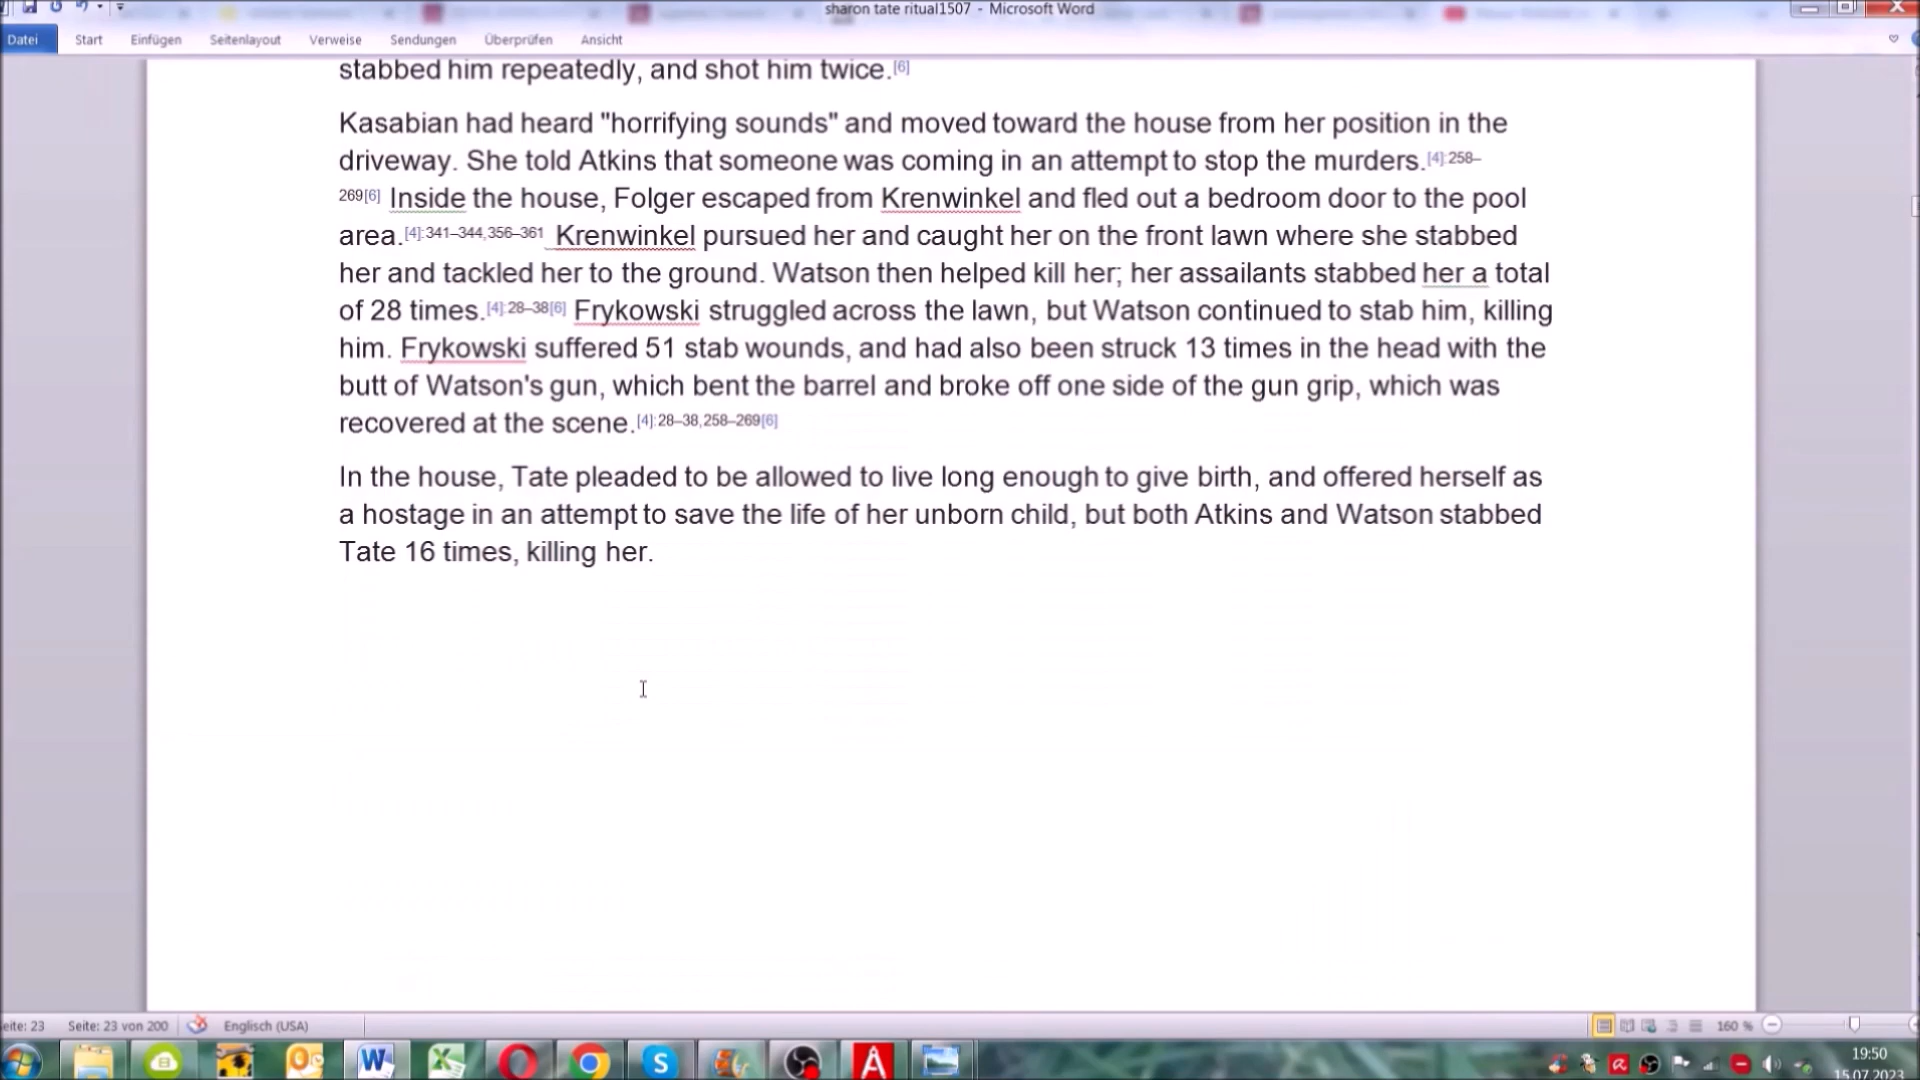 sharon tate ritual1507 - Microsoft Word
Datei Start Einfügen Seitenlayout Verweise Sendungen Überprüfen Ansicht
stabbed him repeatedly, and shot him twice.[6]
Kasabian had heard "horrifying sounds" and moved toward the house from her position in the
driveway. She told Atkins that someone was coming in an attempt to stop the murders.[4]:258–
269[6] Inside the house, Folger escaped from Krenwinkel and fled out a bedroom door to the pool
area.[4]:341–344,356–361 Krenwinkel pursued her and caught her on the front lawn where she stabbed
her and tackled her to the ground. Watson then helped kill her; her assailants stabbed her a total
of 28 times.[4]:28–38[6] Frykowski struggled across the lawn, but Watson continued to stab him, killing
him. Frykowski suffered 51 stab wounds, and had also been struck 13 times in the head with the
butt of Watson's gun, which bent the barrel and broke off one side of the gun grip, which was
recovered at the scene.[4]:28–38,258–269[6]
In the house, Tate pleaded to be allowed to live long enough to give birth, and offered herself as
a hostage in an attempt to save the life of her unborn child, but both Atkins and Watson stabbed
Tate 16 times, killing her.
eite: 23 Seite: 23 von 200 Englisch (USA) 160 %
19:50
15.07.2023